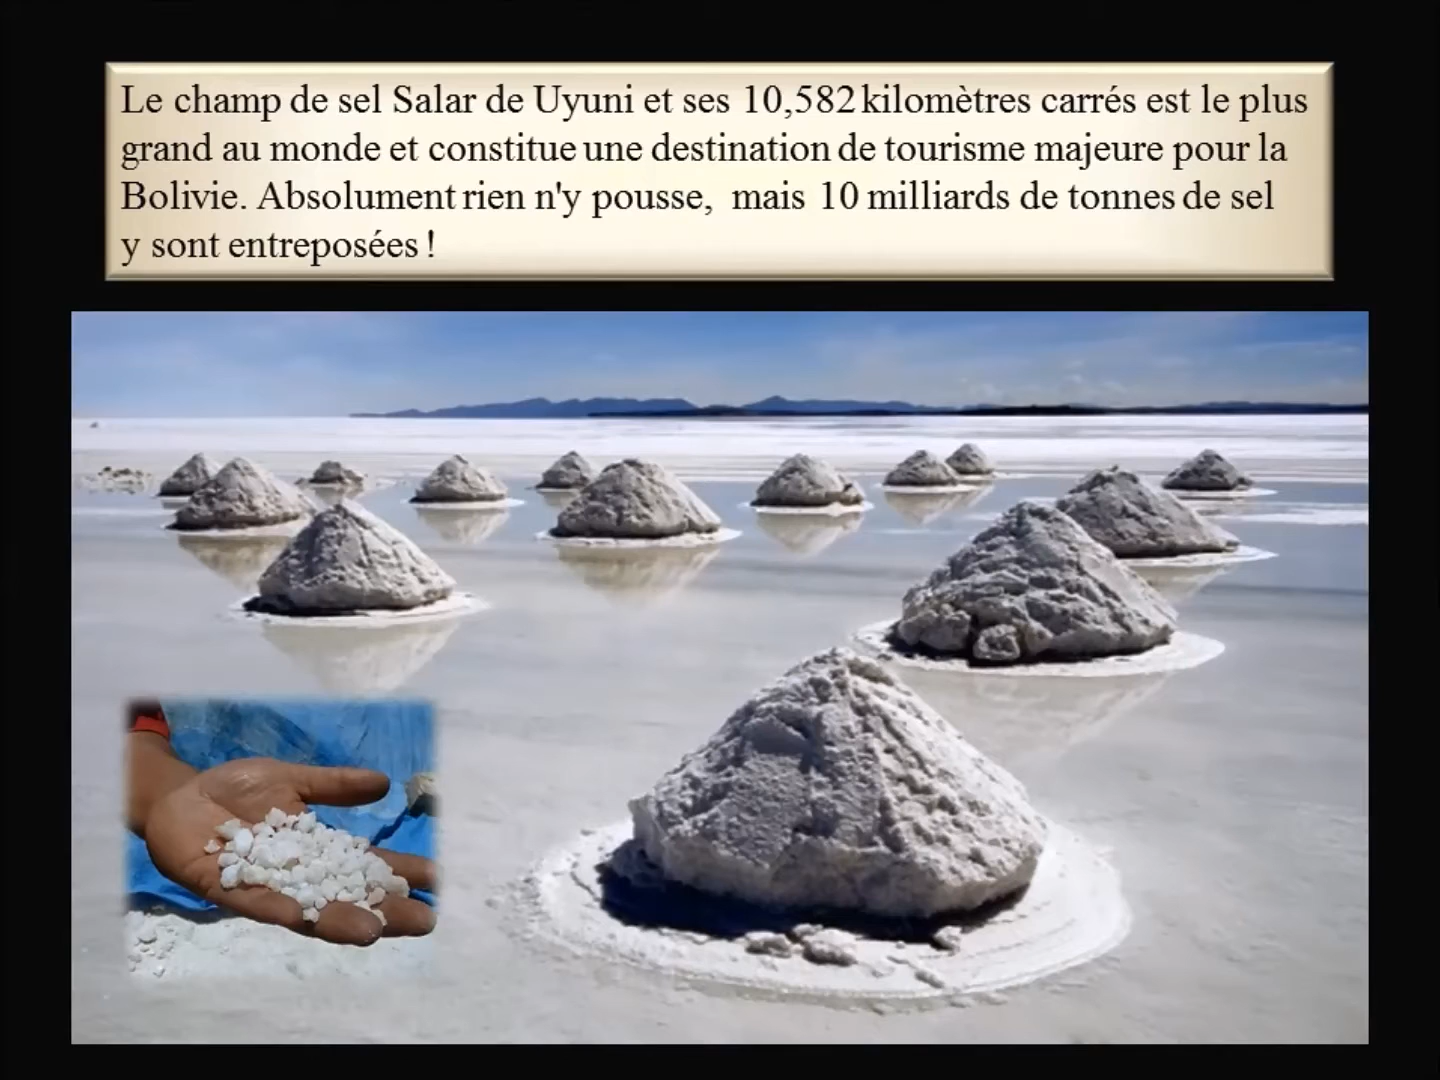 Le champ de sel Salar de Uyuni et ses 10,582 kilomètres carrés est le plus
grand au monde et constitue une destination de tourisme majeure pour la
Bolivie. Absolument rien n'y pousse, mais 10 milliards de tonnes de sel
y sont entreposées !